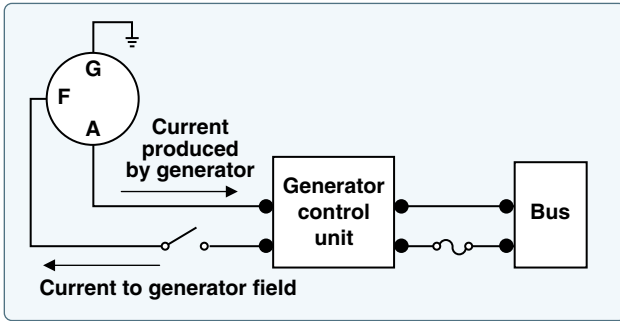 G
F
A
Current
produced
by generator
Generator
control
unit
Bus
Current to generator field